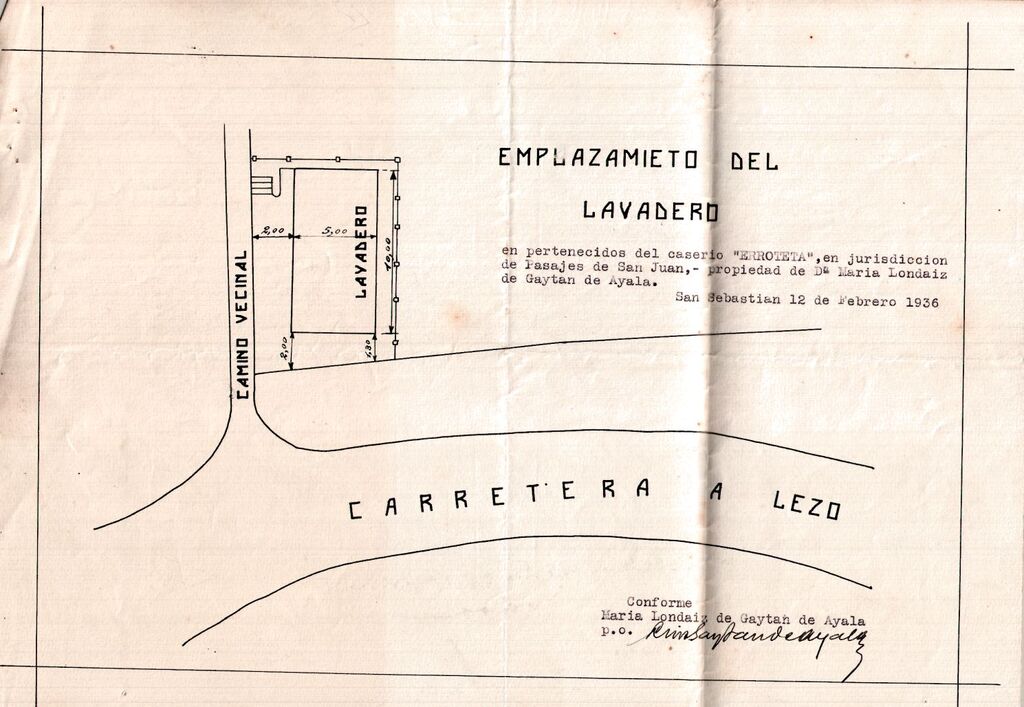 EMPLAZAMIETO DEL
LAVADERO
en pertenecidos del caserio "ERROTETA",en jurisdiccion
de Pasajes de San Juan,- propiedad de Dª Maria Londaiz
de Gaytan de Ayala.
San Sebastian 12 de Febrero 1936
CAMINO VECINAL
2,00
5,00
LAVADERO
10,00
2,00
1,80
CARRETERA A LEZO
Conforme
Maria Londaiz de Gaytan de Ayala
p.o.